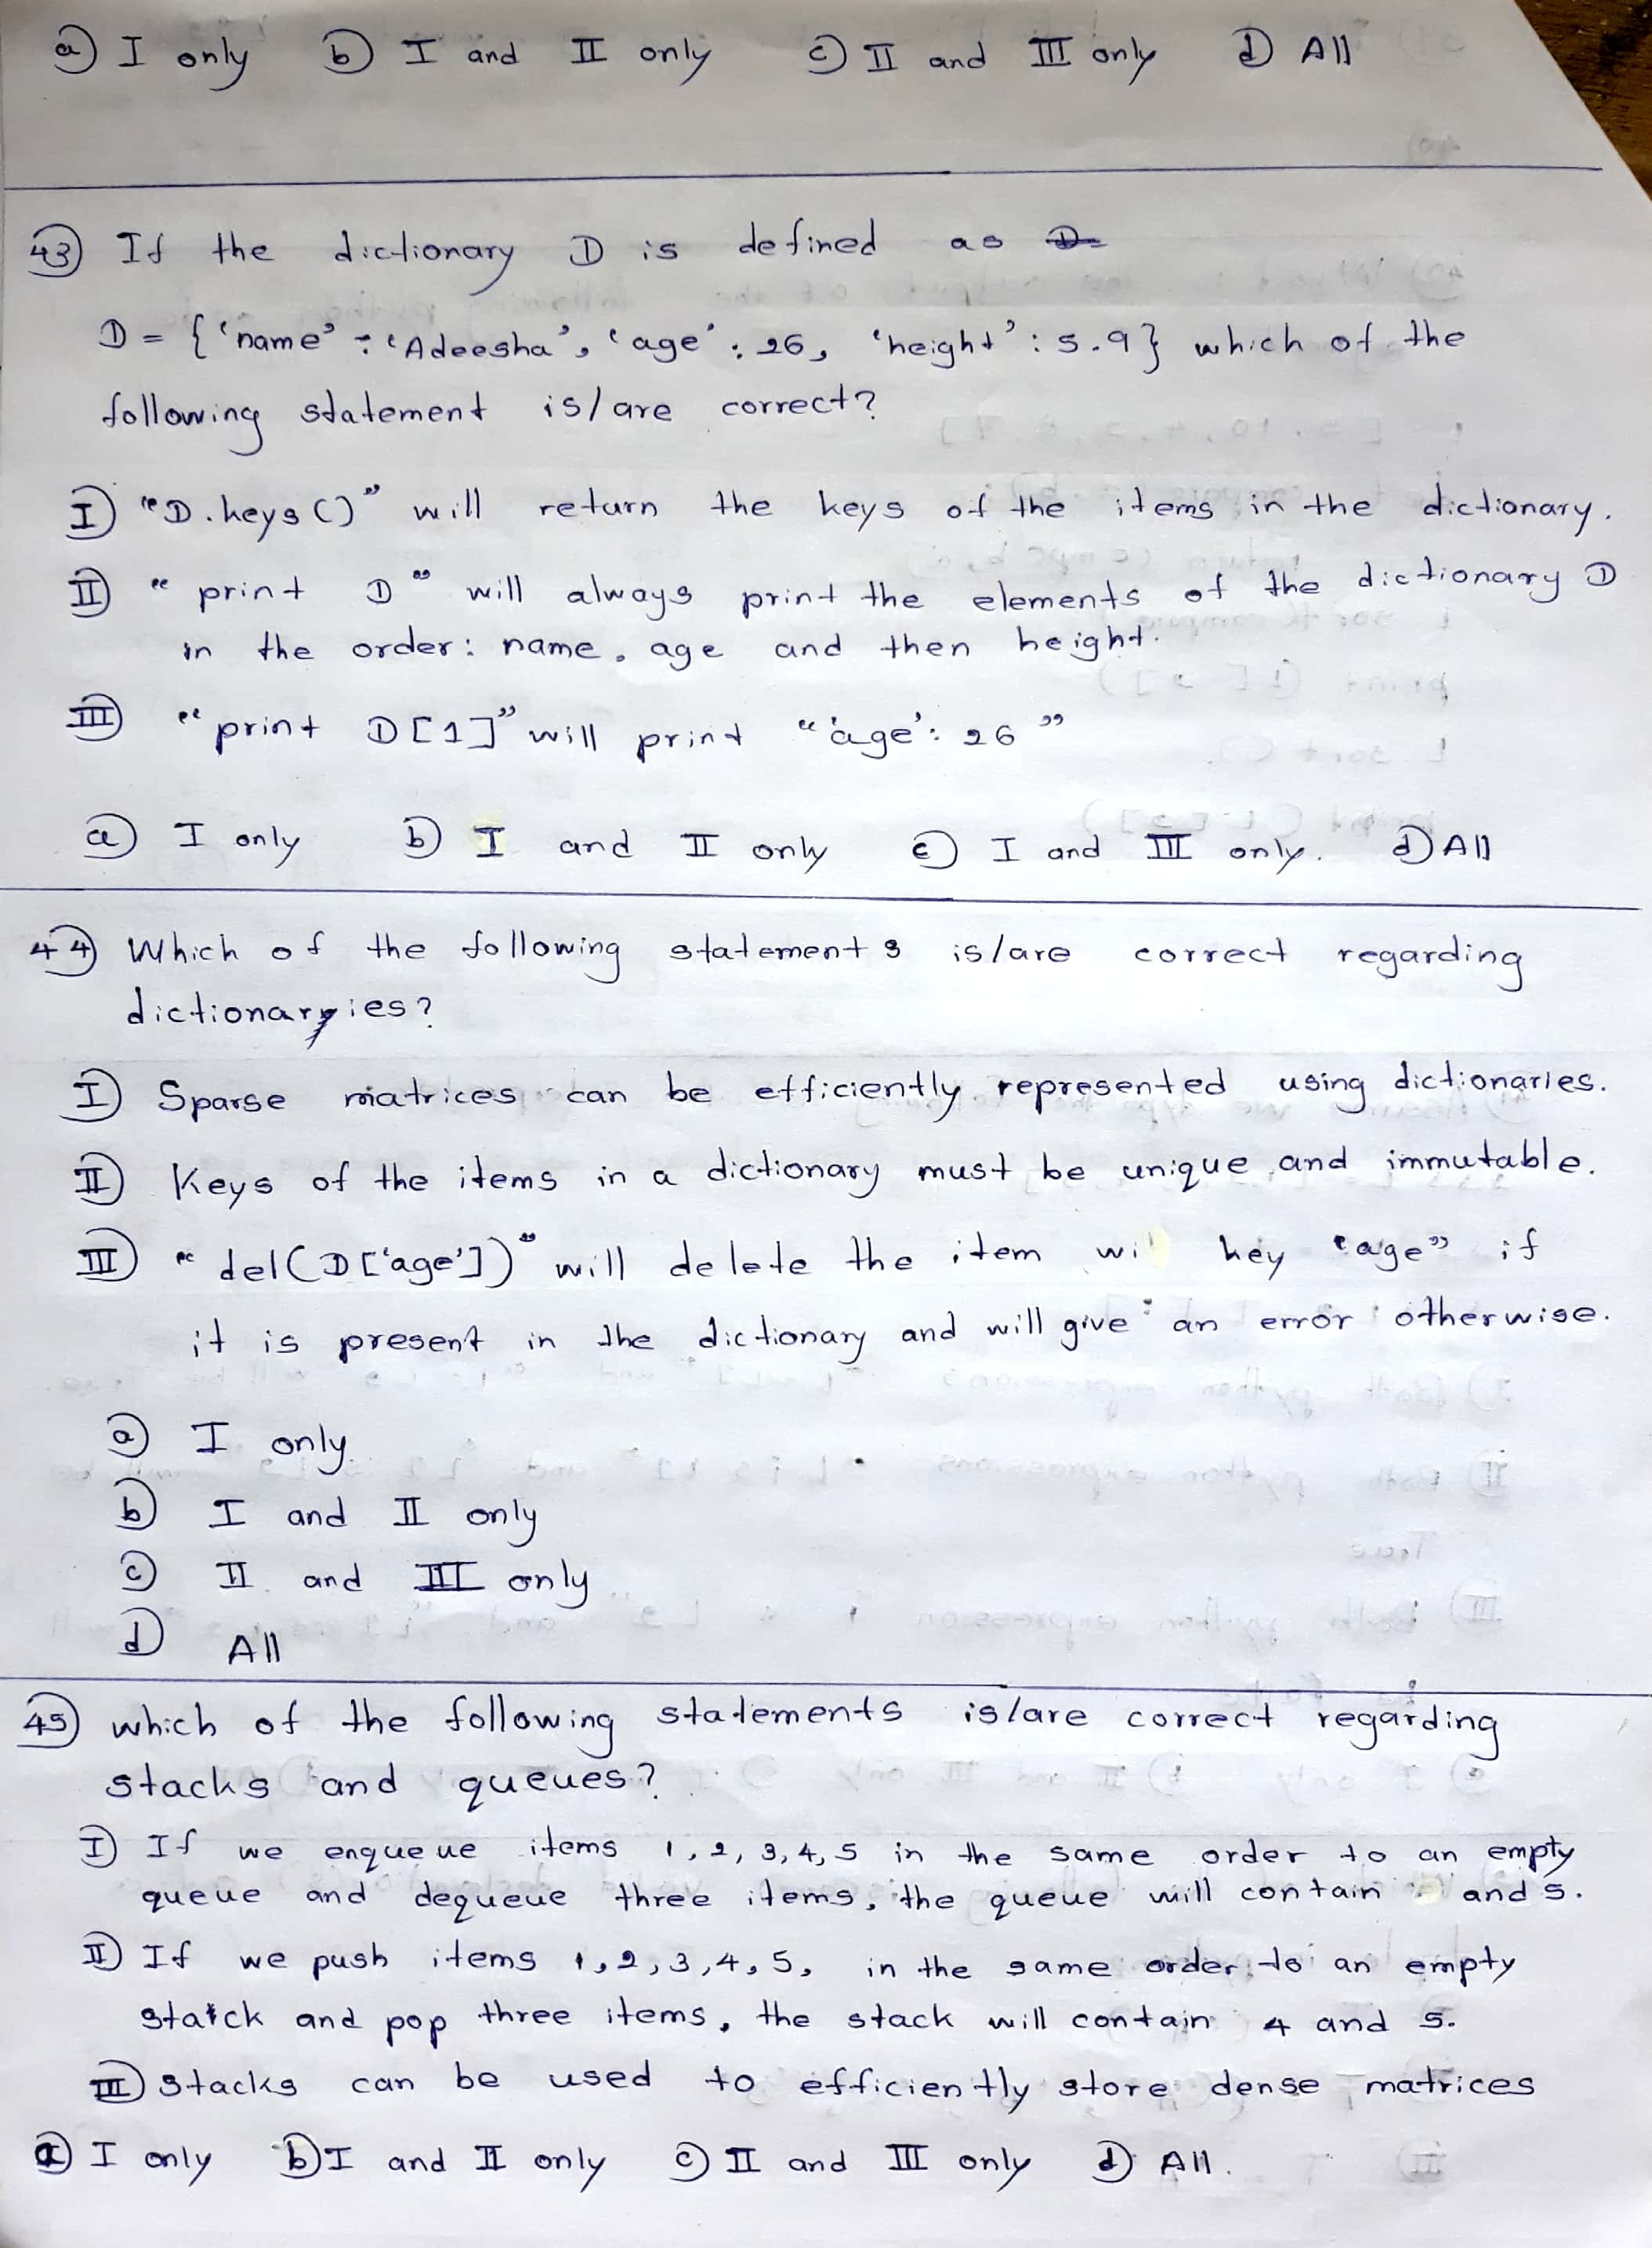 a) I only b) I and II only c) II and III only d) All
43) If the dictionary D is defined as
D = {'name' : 'Adeesha', 'age' : 26, 'height' : 5.9} which of the
following statement is/are correct?
I) "D.keys()" will return the keys of the items in the dictionary.
II) "print D" will always print the elements of the dictionary D
in the order: name, age and then height.
III) "print D[1]" will print "'age': 26"
a) I only b) I and II only c) I and III only. d) All
44) Which of the following statements is/are correct regarding
dictionaries?
I) Sparse matrices can be efficiently represented using dictionaries.
II) Keys of the items in a dictionary must be unique and immutable.
III) "del(D['age'])" will delete the item wi key "age" if
it is present in the dictionary and will give an error otherwise.
a) I only
b) I and II only
c) II and III only
d) All
45) which of the following statements is/are correct regarding
stacks and queues?
I) If we enqueue items 1, 2, 3, 4, 5 in the same order to an empty
queue and dequeue three items, the queue will contain and 5.
II) If we push items 1, 2, 3, 4, 5, in the same order to an empty
stack and pop three items, the stack will contain 4 and 5.
III) Stacks can be used to efficiently store dense matrices
a) I only b) I and II only c) II and III only d) All.